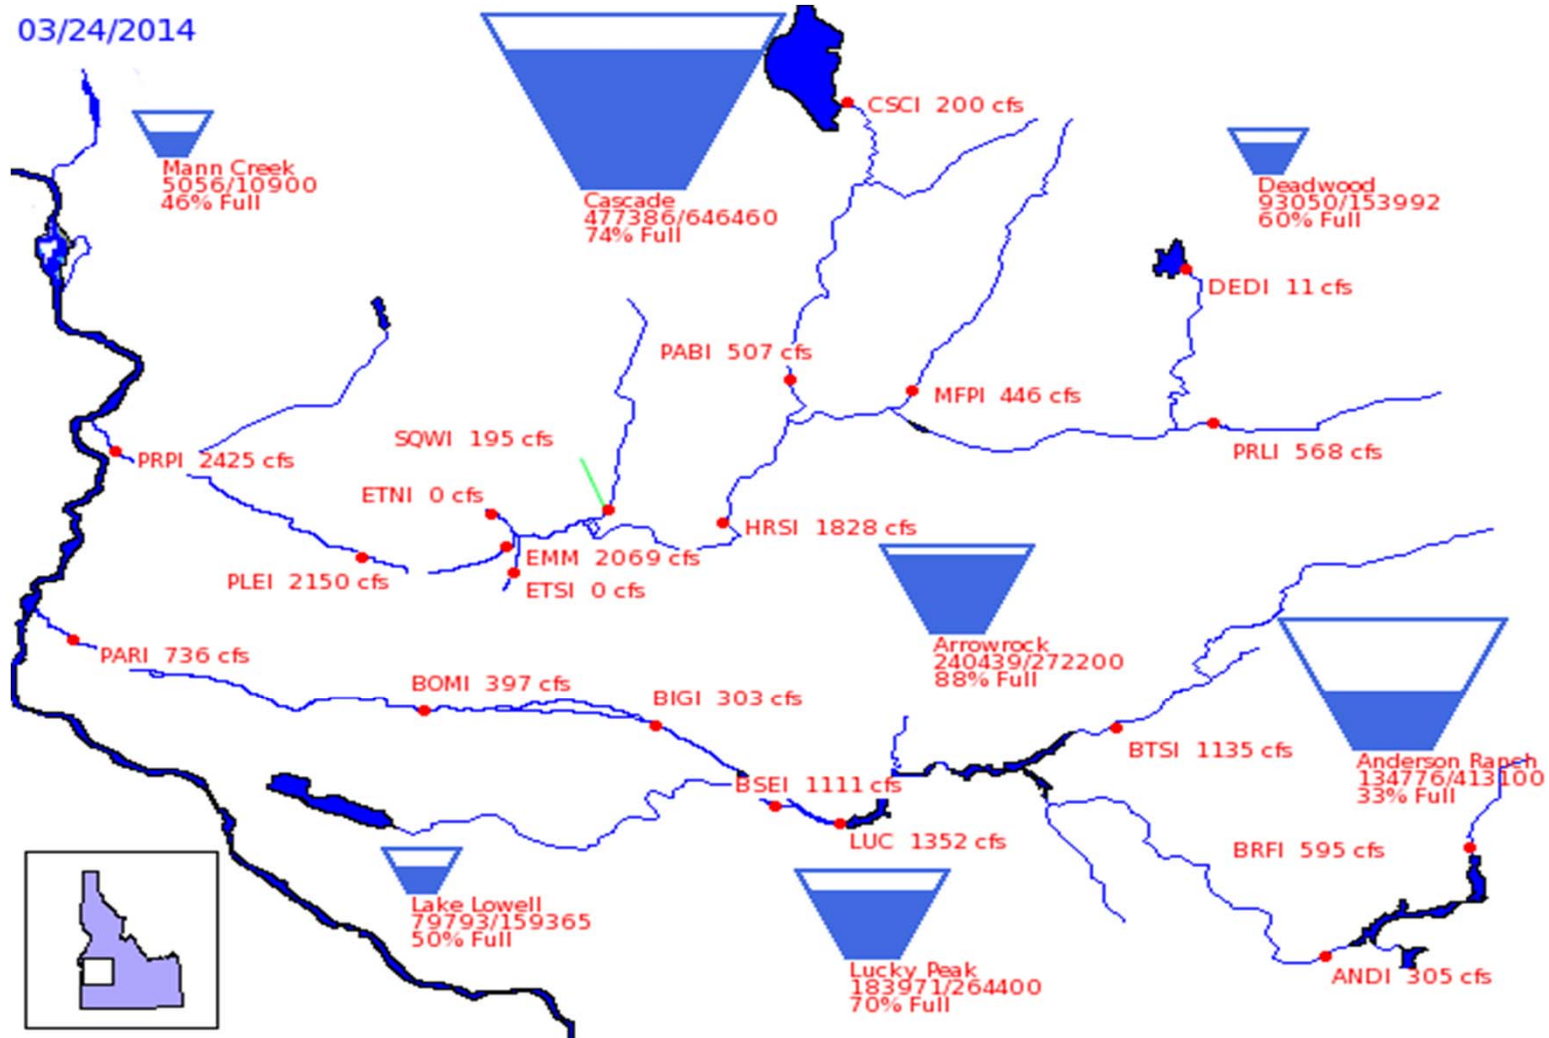 03/24/2014
CSCI 200 cfs
Mann Creek
5056/10900
46% Full
Cascade
477386/646460
74% Full
Deadwood
93050/153992
60% Full
DEDI 11 cfs
PABI 507 cfs
MFPI 446 cfs
SQWI 195 cfs
PRLI 568 cfs
PRPI 2425 cfs
ETNI 0 cfs
HRSI 1828 cfs
EMM 2069 cfs
PLEI 2150 cfs
ETSI 0 cfs
Arrowrock
240439/272200
88% Full
PARI 736 cfs
BOMI 397 cfs
BIGI 303 cfs
BTSI 1135 cfs
Anderson Ranch
134776/413100
33% Full
BSEI 1111 cfs
LUC 1352 cfs
BRFI 595 cfs
Lake Lowell
79793/159365
50% Full
Lucky Peak
183971/264400
70% Full
ANDI 305 cfs